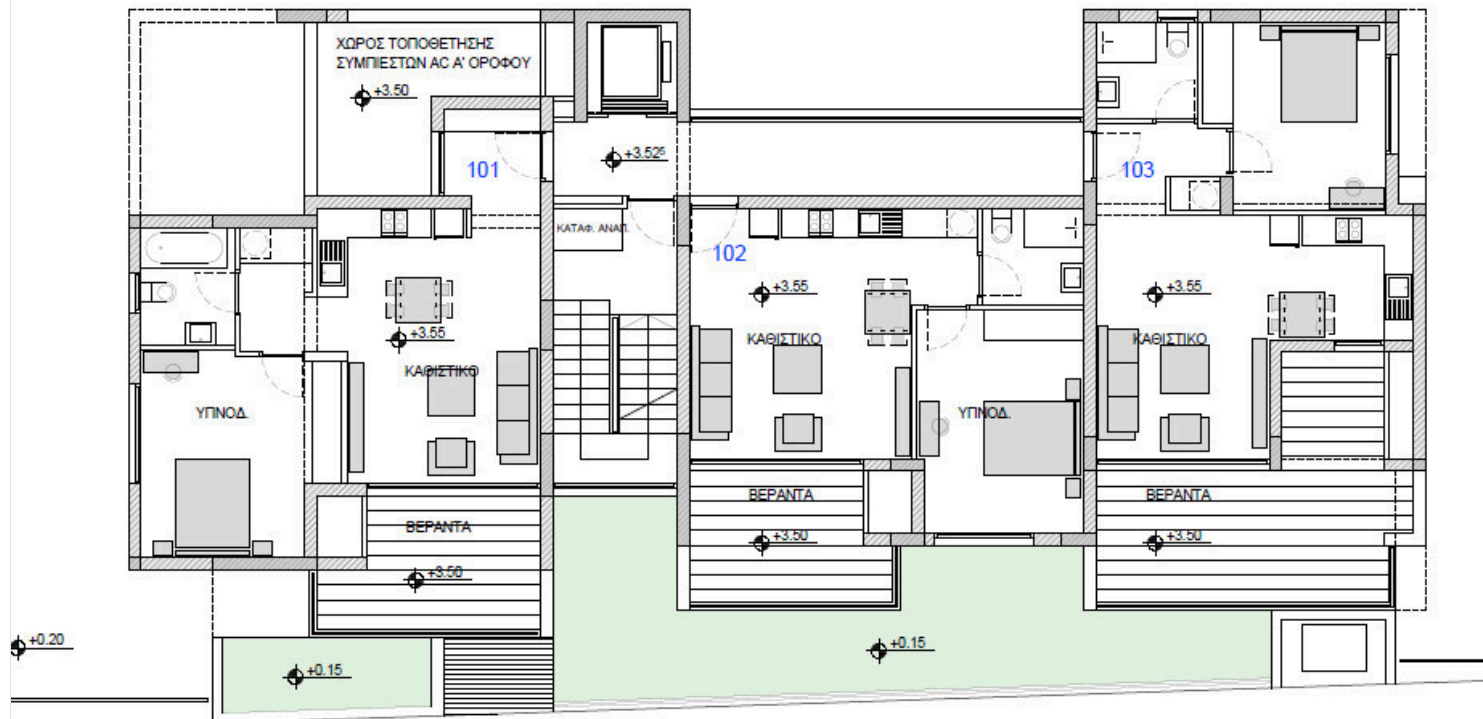 ΧΩΡΟΣ ΤΟΠΟΘΕΤΗΣΗΣ
ΣΥΜΠΙΕΣΤΩΝ AC Α' ΟΡΟΦΟΥ
+3.50
+3.52⁵
101
103
ΚΑΤΑΦ. ΑΝΑΠ.
102
+3.55
+3.55
+3.55
ΚΑΘΙΣΤΙΚΟ
ΚΑΘΙΣΤΙΚΟ
ΚΑΘΙΣΤΙΚΟ
ΥΠΝΟΔ.
ΥΠΝΟΔ.
ΒΕΡΑΝΤΑ
ΒΕΡΑΝΤΑ
ΒΕΡΑΝΤΑ
+3.50
+3.50
+3.50
+0.20
+0.15
+0.15